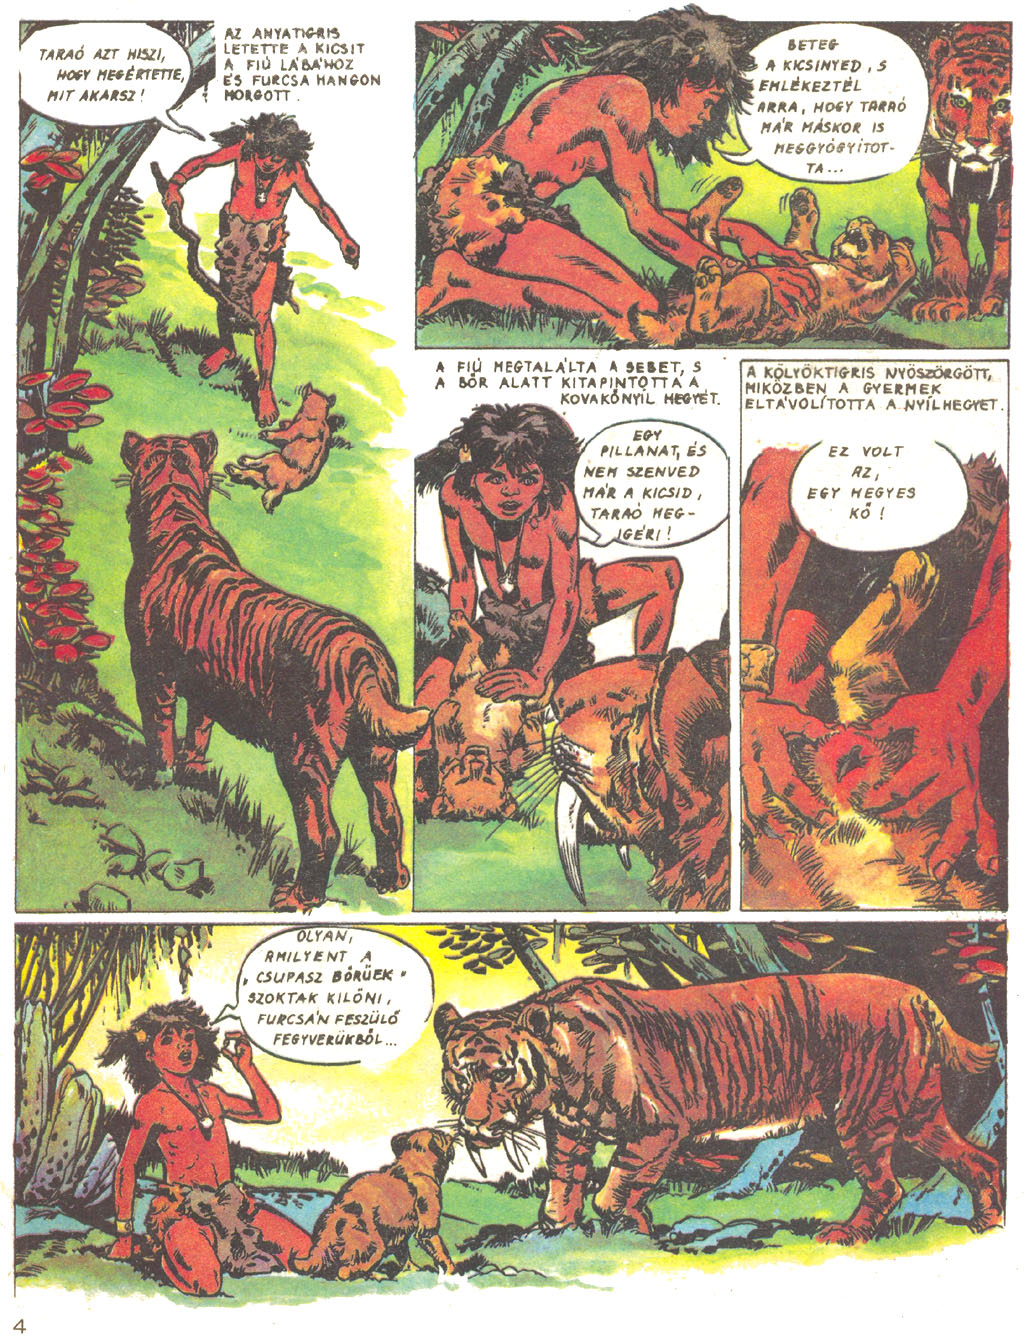 TARAÓ AZT HISZI,
HOGY MEGÉRTETTE,
MIT AKARSZ!
AZ ANYATIGRIS
LETETTE A KICSIT
A FIÚ LÁBÁHOZ
ÉS FURCSA HANGON
MORGOTT.
BETEG
A KICSINYED, S
EMLÉKEZTÉL
ARRA, HOGY TARAÓ
MÁR MÁSKOR IS
MEGGYÓGYÍTOT-
TA...
A FIÚ MEGTALÁLTA A SEBET, S
A BŐR ALATT KITAPINTOTTA A
KOVAKŐNYÍL HEGYÉT.
EGY
PILLANAT, ÉS
NEM SZENVED
MÁR A KICSID,
TARAÓ MEG-
IGÉRI!
A KÖLYÖKTIGRIS NYÖSZÖRGÖTT,
MIKÖZBEN A GYERMEK
ELTÁVOLÍTOTTA A NYÍLHEGYET.
EZ VOLT
AZ,
EGY HEGYES
KŐ!
OLYAN,
AMILYENT A
"CSUPASZ BŐRŰEK"
SZOKTAK KILŐNI,
FURCSÁN FESZÜLŐ
FEGYVERÜKBŐL...
4